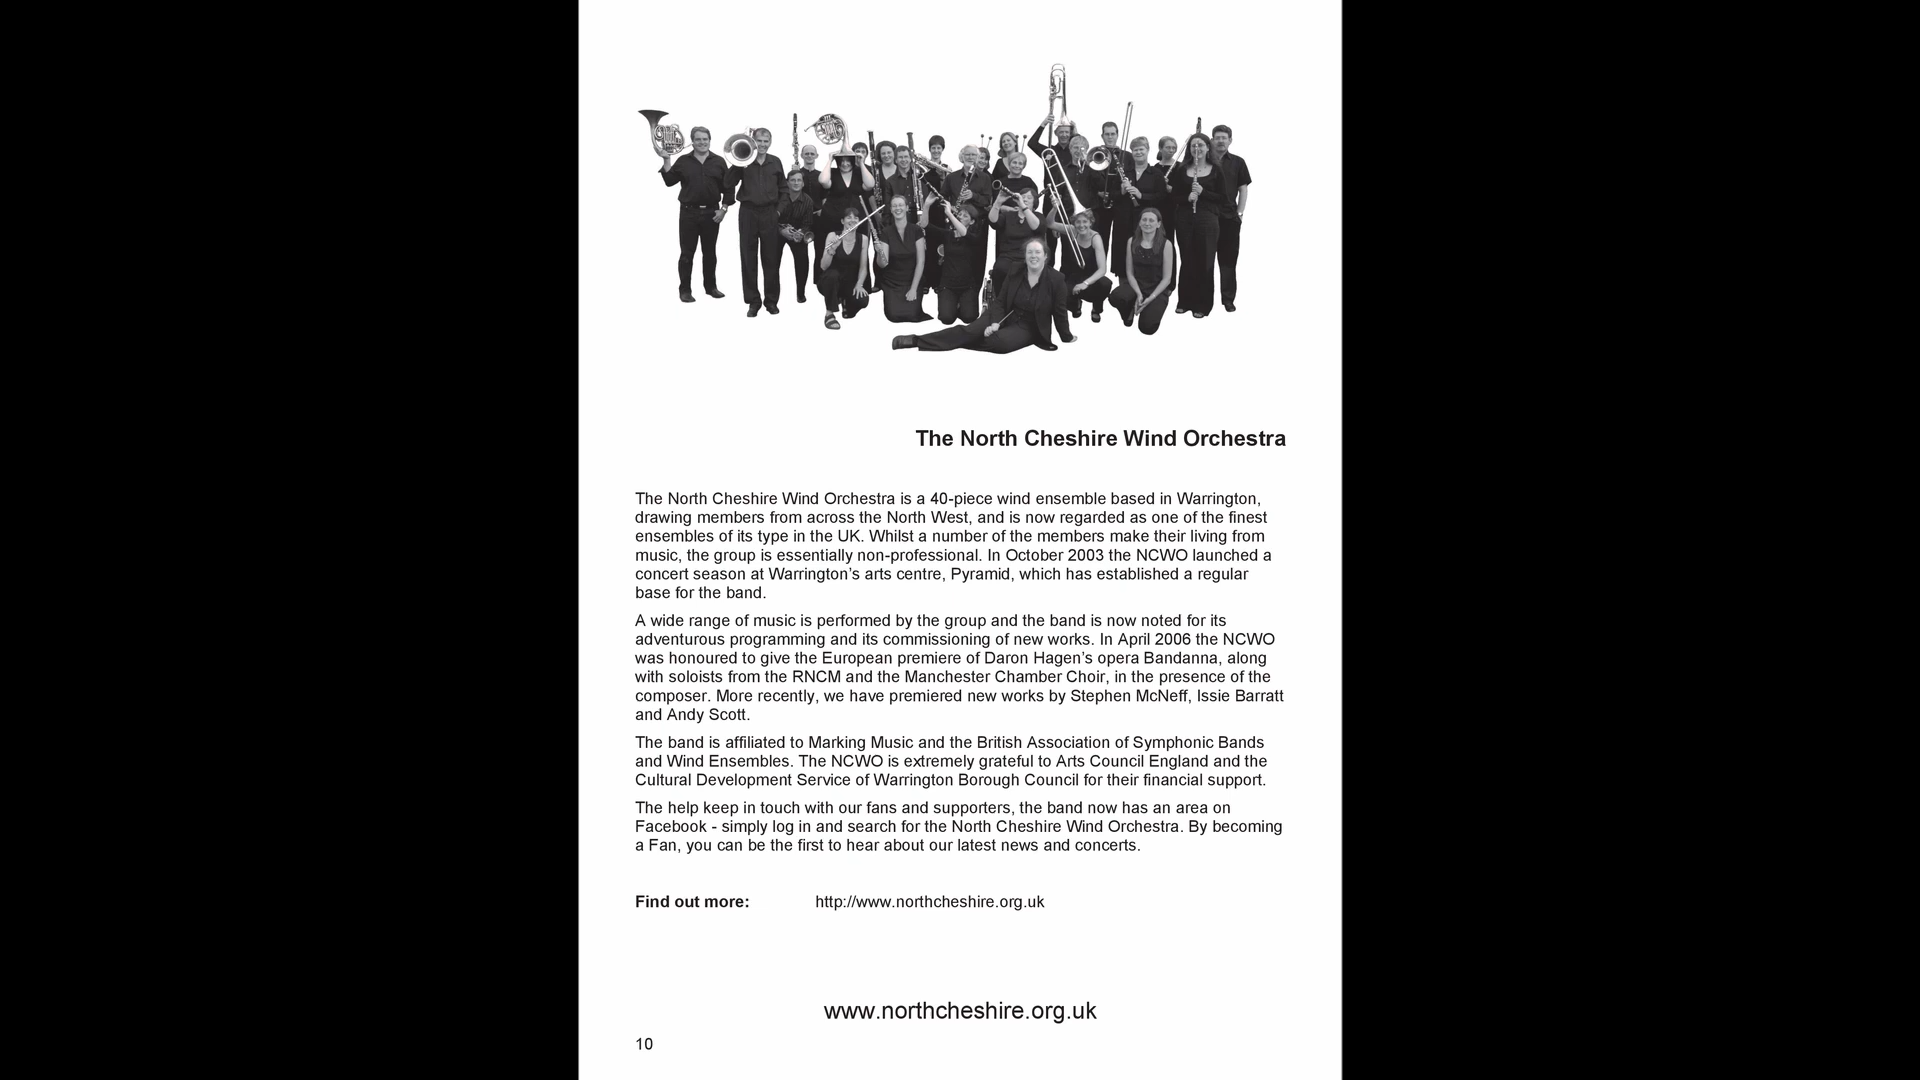 The North Cheshire Wind Orchestra
The North Cheshire Wind Orchestra is a 40-piece wind ensemble based in Warrington,
drawing members from across the North West, and is now regarded as one of the finest
ensembles of its type in the UK. Whilst a number of the members make their living from
music, the group is essentially non-professional. In October 2003 the NCWO launched a
concert season at Warrington’s arts centre, Pyramid, which has established a regular
base for the band.
A wide range of music is performed by the group and the band is now noted for its
adventurous programming and its commissioning of new works. In April 2006 the NCWO
was honoured to give the European premiere of Daron Hagen’s opera Bandanna, along
with soloists from the RNCM and the Manchester Chamber Choir, in the presence of the
composer. More recently, we have premiered new works by Stephen McNeff, Issie Barratt
and Andy Scott.
The band is affiliated to Marking Music and the British Association of Symphonic Bands
and Wind Ensembles. The NCWO is extremely grateful to Arts Council England and the
Cultural Development Service of Warrington Borough Council for their financial support.
The help keep in touch with our fans and supporters, the band now has an area on
Facebook - simply log in and search for the North Cheshire Wind Orchestra. By becoming
a Fan, you can be the first to hear about our latest news and concerts.
Find out more: http://www.northcheshire.org.uk
www.northcheshire.org.uk
10